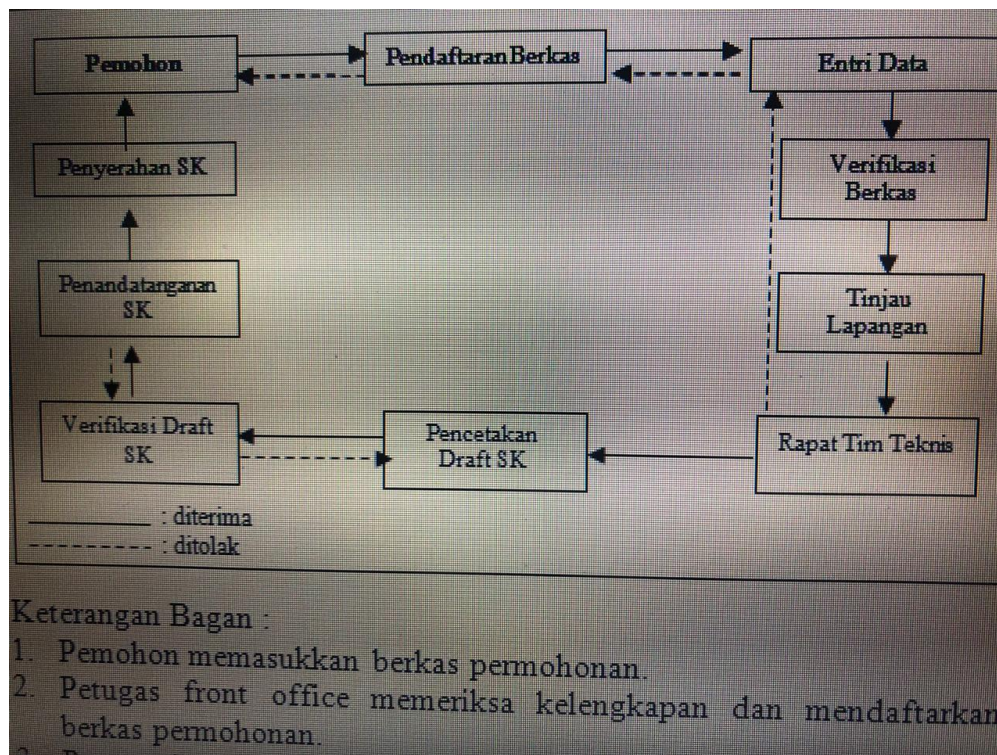 Pemohon
Pendaftaran Berkas
Entri Data
Penyerahan SK
Verifikasi
Berkas
Penandatanganan
SK
Tinjau
Lapangan
Verifikasi Draft
SK
Pencetakan
Draft SK
Rapat Tim Teknis
: diterima
: ditolak
Keterangan Bagan :
1. Pemohon memasukkan berkas permohonan.
2. Petugas front office memeriksa kelengkapan dan mendaftarkan
berkas permohonan.